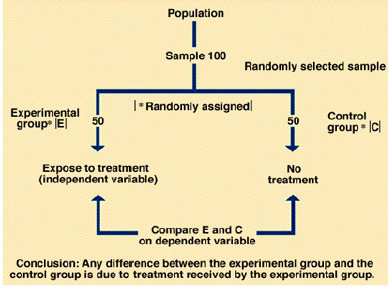 Population
Sample 100
Randomly selected sample
Experimental
group* |E|
50
|*Randomly assigned|
50
Control
group* |C|
Expose to treatment
(independent variable)
No
treatment
Compare E and C
on dependent variable
Conclusion: Any difference between the experimental group and the
control group is due to treatment received by the experimental group.